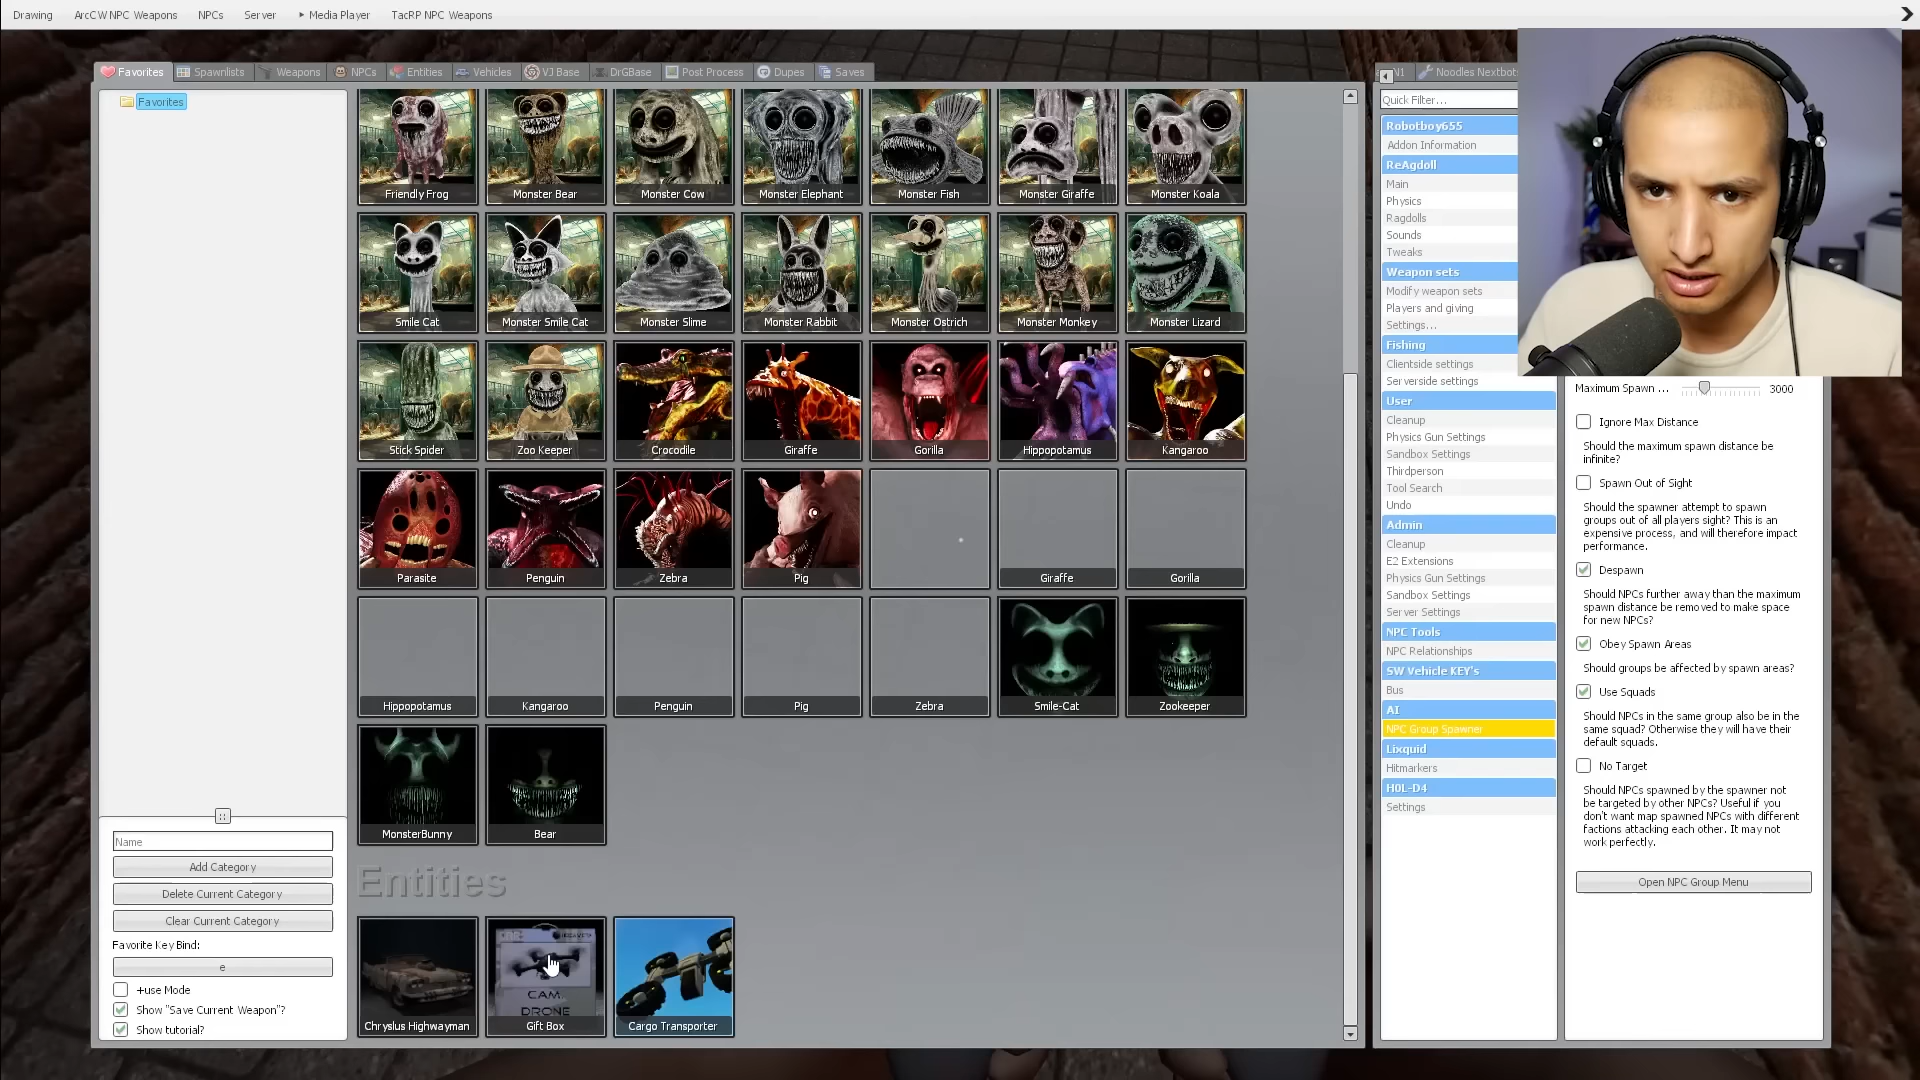 Drawing ArcCW NPC Weapons NPCs Server Media Player TacRP NPC Weapons
Favorites Spawnlists Weapons NPCs Entities Vehicles VJ Base DrGBase Post Process Dupes Saves
N1 Noodles Nextbot
Favorites
Friendly Frog Monster Bear Monster Cow Monster Elephant Monster Fish Monster Giraffe Monster Koala
Smile Cat Monster Smile Cat Monster Slime Monster Rabbit Monster Ostrich Monster Monkey Monster Lizard
Stick Spider Zoo Keeper Crocodile Giraffe Gorilla Hippopotamus Kangaroo
Parasite Penguin Zebra Pig Giraffe Gorilla
Hippopotamus Kangaroo Penguin Pig Zebra Smile-Cat Zookeeper
MonsterBunny Bear
Entities
CAM
DRONE
Chryslus Highwayman Gift Box Cargo Transporter
Name
Add Category
Delete Current Category
Clear Current Category
Favorite Key Bind:
e
+use Mode
Show "Save Current Weapon"?
Show tutorial?
Quick Filter...
Robotboy655
Addon Information
ReAgdoll
Main
Physics
Ragdolls
Sounds
Tweaks
Weapon sets
Modify weapon sets
Players and giving
Settings...
Fishing
Clientside settings
Serverside settings
User
Cleanup
Physics Gun Settings
Sandbox Settings
Thirdperson
Tool Search
Undo
Admin
Cleanup
E2 Extensions
Physics Gun Settings
Sandbox Settings
Server Settings
NPC Tools
NPC Relationships
SW Vehicle KEY's
Bus
AI
NPC Group Spawner
Lixquid
Hitmarkers
H0L-D4
Settings
Maximum Spawn ... 3000
Ignore Max Distance
Should the maximum spawn distance be
infinite?
Spawn Out of Sight
Should the spawner attempt to spawn
groups out of all players sight? This is an
expensive process, and will therefore impact
performance.
Despawn
Should NPCs further away than the maximum
spawn distance be removed to make space
for new NPCs?
Obey Spawn Areas
Should groups be affected by spawn areas?
Use Squads
Should NPCs in the same group also be in the
same squad? Otherwise they will have their
default squads.
No Target
Should NPCs spawned by the spawner not
be targeted by other NPCs? Useful if you
don't want map spawned NPCs with different
factions attacking each other. It may not
work perfectly.
Open NPC Group Menu